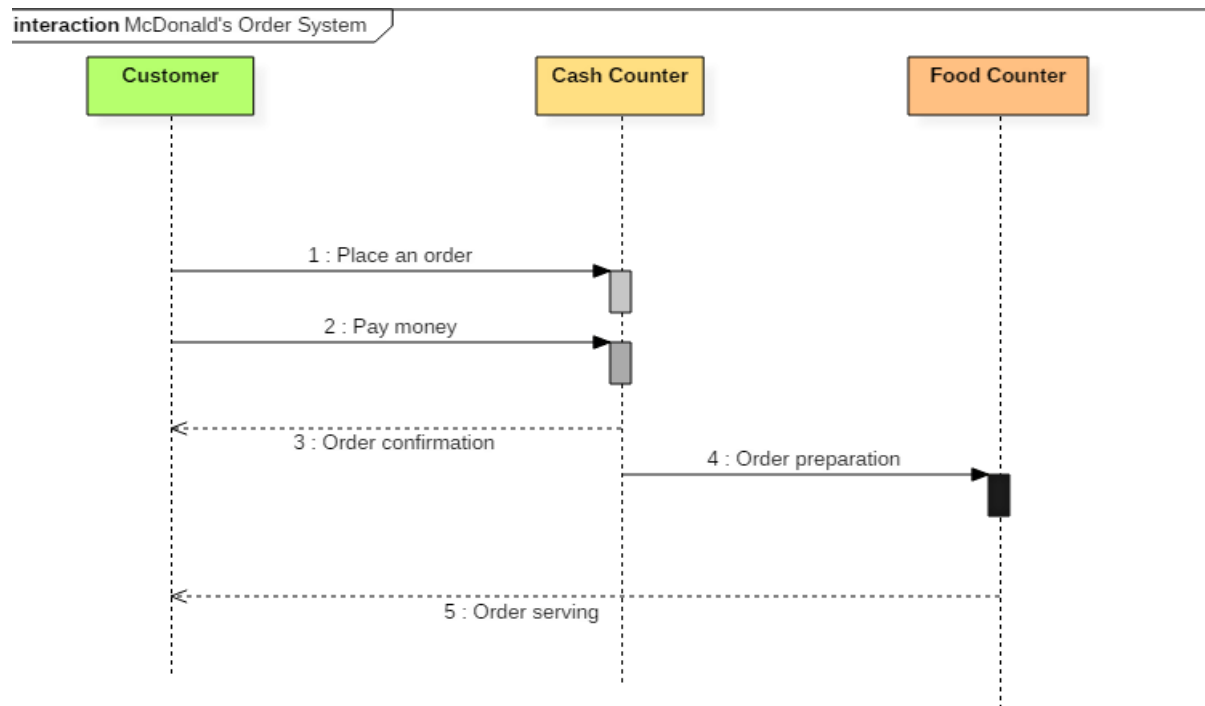 interaction McDonald's Order System
Customer
Cash Counter
Food Counter
1 : Place an order
2 : Pay money
3 : Order confirmation
4 : Order preparation
5 : Order serving